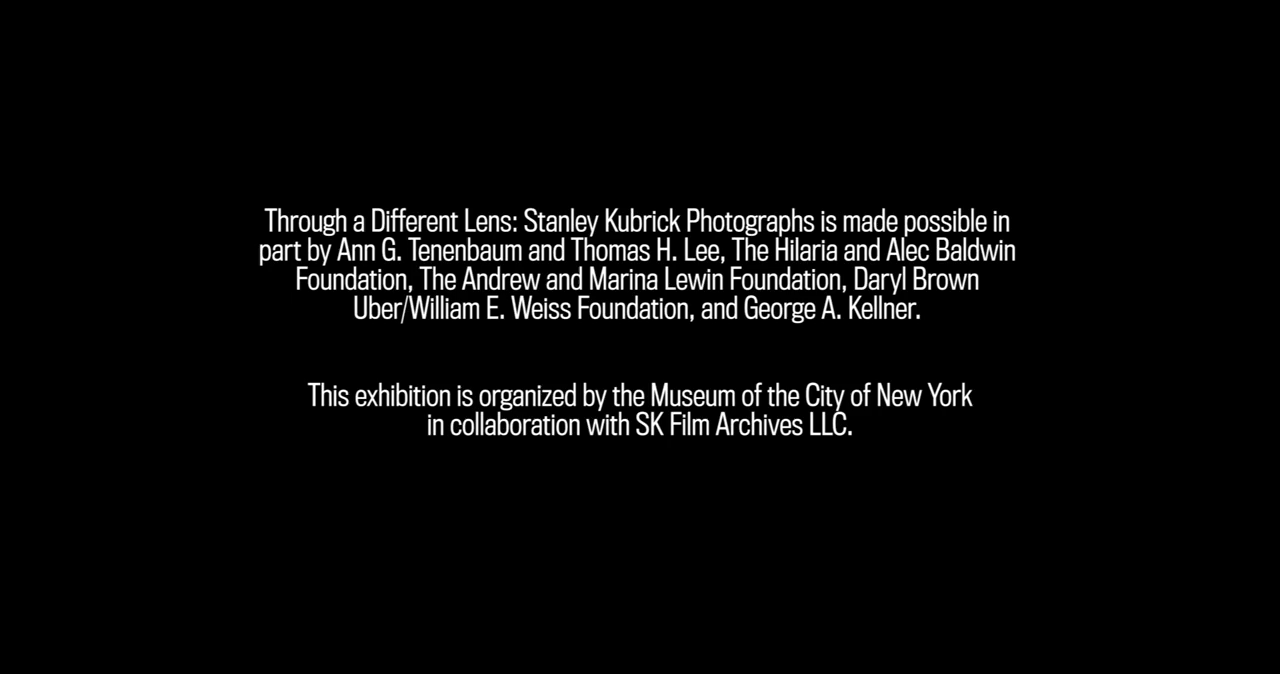 Through a Different Lens: Stanley Kubrick Photographs is made possible in
part by Ann G. Tenenbaum and Thomas H. Lee, The Hilaria and Alec Baldwin
Foundation, The Andrew and Marina Lewin Foundation, Daryl Brown
Uber/William E. Weiss Foundation, and George A. Kellner.
This exhibition is organized by the Museum of the City of New York
in collaboration with SK Film Archives LLC.